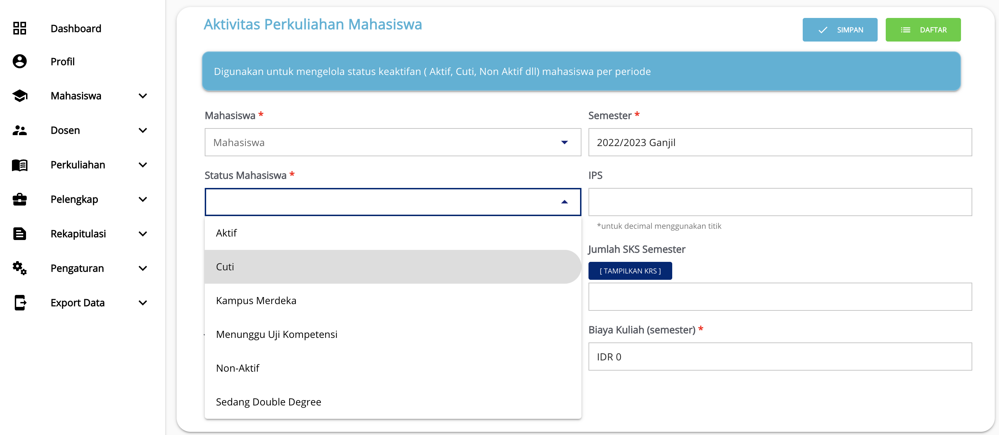 Dashboard
Profil
Mahasiswa
Dosen
Perkuliahan
Pelengkap
Rekapitulasi
Pengaturan
Export Data
Aktivitas Perkuliahan Mahasiswa
SIMPAN
DAFTAR
Digunakan untuk mengelola status keaktifan ( Aktif, Cuti, Non Aktif dll) mahasiswa per periode
Mahasiswa *
Mahasiswa
Semester *
2022/2023 Ganjil
Status Mahasiswa *
Aktif
Cuti
Kampus Merdeka
Menunggu Uji Kompetensi
Non-Aktif
Sedang Double Degree
IPS
*untuk decimal menggunakan titik
Jumlah SKS Semester
[ TAMPILKAN KRS ]
Biaya Kuliah (semester) *
IDR 0